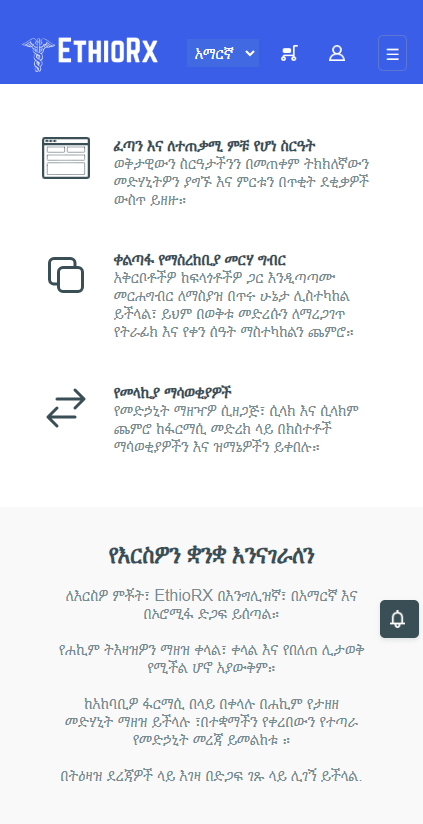 EthioRx
አማርኛ
ፈጣን እና ለተጠቃሚ ምቹ የሆነ ስርዓት
ወቅታዊውን ስርዓታችንን በመጠቀም ትክክለኛውን
መድሃኒትዎን ያግኙ እና ምርቱን በጥቂት ደቂቃዎች
ውስጥ ይዘዙ።
ቀልጣፋ የማስረከቢያ መርሃ ግብር
አቅርቦቶችዎ ከፍላጎቶችዎ ጋር እንዲጣጣሙ
መርሐግብር ለማስያዝ በጥሩ ሁኔታ ሊስተካከል
ይችላል፣ ይህም በወቅቱ መድረሱን ለማረጋገጥ
የትራፊክ እና የቀን ሰዓት ማስተካከልን ጨምሮ።
የመላኪያ ማሳወቂያዎች
የመድኃኒት ማዘዣዎ ሲዘጋጅ፣ ሲላክ እና ሲላክም
ጨምሮ ከፋርማሲ መድረክ ላይ በክስተቶች
ማሳወቂያዎችን እና ዝማኔዎችን ይቀበሉ።
የእርስዎን ቋንቋ እንናገራለን
ለእርስዎ ምቾት፣ EthioRX በእንግሊዝኛ፣ በአማርኛ እና
በኦሮሚፋ ድጋፍ ይሰጣል።
የሐኪም ትእዛዝዎን ማዘዝ ቀላል፣ ቀላል እና የበለጠ ሊታወቅ
የሚችል ሆኖ አያውቅም።
ከአከባቢዎ ፋርማሲ በላይ በቀላሉ በሐኪም የታዘዘ
መድሃኒት ማዘዝ ይችላሉ ፣በተቋማችን የቀረበውን የተጣራ
የመድኃኒት መረጃ ይመልከቱ ።
በትዕዛዝ ደረጃዎች ላይ እገዛ በድጋፍ ገጹ ላይ ሊገኝ ይችላል.